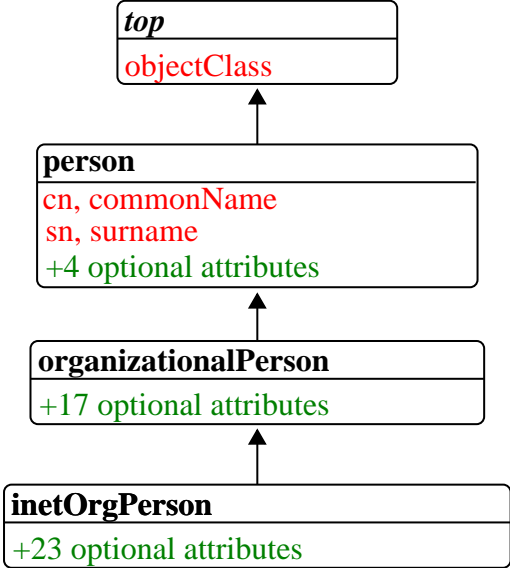 top
objectClass
person
cn, commonName
sn, surname
+4 optional attributes
organizationalPerson
+17 optional attributes
inetOrgPerson
+23 optional attributes